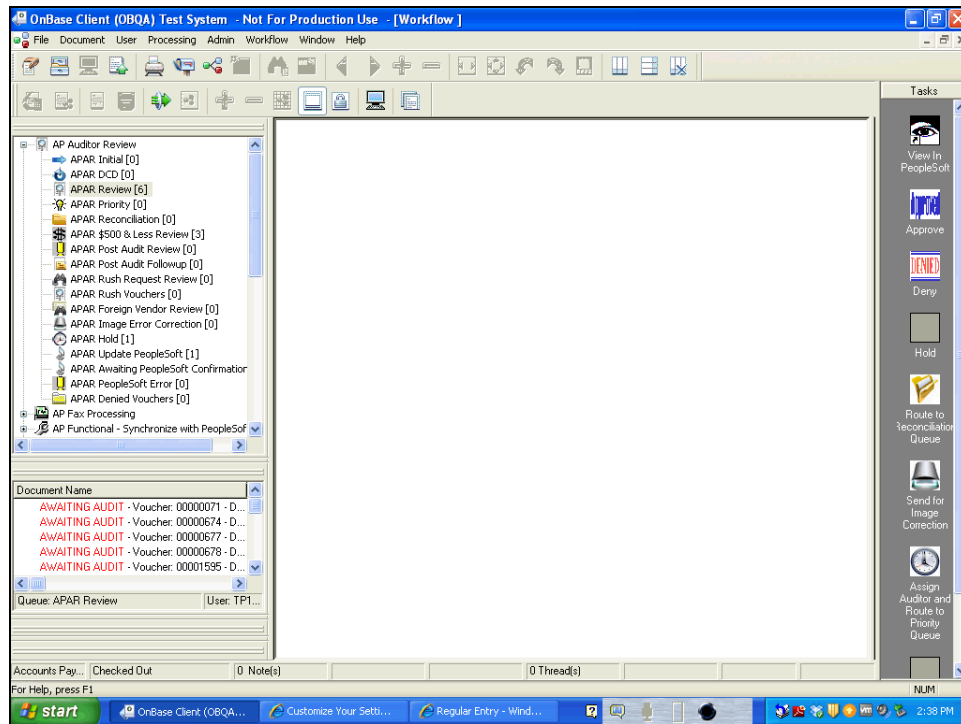 OnBase Client (OBQA) Test System - Not For Production Use - [Workflow ]
File Document User Processing Admin Workflow Window Help
Tasks
AP Auditor Review
APAR Initial [0]
APAR DCD [0]
APAR Review [6]
APAR Priority [0]
APAR Reconciliation [0]
APAR $500 & Less Review [3]
APAR Post Audit Review [0]
APAR Post Audit Followup [0]
APAR Rush Request Review [0]
APAR Rush Vouchers [0]
APAR Foreign Vendor Review [0]
APAR Image Error Correction [0]
APAR Hold [1]
APAR Update PeopleSoft [1]
APAR Awaiting PeopleSoft Confirmation
APAR PeopleSoft Error [0]
APAR Denied Vouchers [0]
AP Fax Processing
AP Functional - Synchronize with PeopleSof
Document Name
AWAITING AUDIT - Voucher: 00000071 - D...
AWAITING AUDIT - Voucher: 00000674 - D...
AWAITING AUDIT - Voucher: 00000677 - D...
AWAITING AUDIT - Voucher: 00000678 - D...
AWAITING AUDIT - Voucher: 00001595 - D...
Queue: APAR Review User: TP1...
View In
PeopleSoft
Approved
Approve
DENIED
Deny
Hold
Route to
Reconciliation
Queue
Send for
Image
Correction
Assign
Auditor and
Route to
Priority
Queue
Accounts Pay... Checked Out 0 Note(s) 0 Thread(s)
For Help, press F1 NUM
start OnBase Client (OBQA... Customize Your Setti... Regular Entry - Wind... 2:38 PM